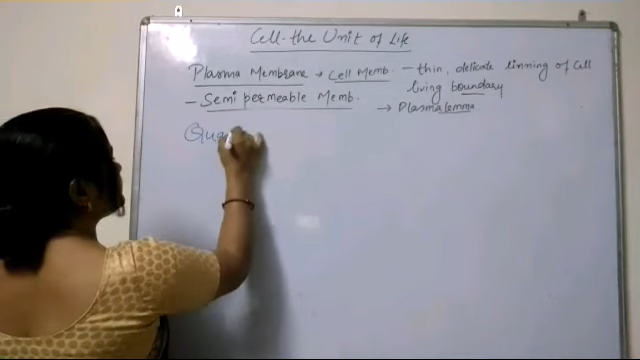 Cell-the Unit of Life
Plasma Membrane → Cell Memb. - thin, delicate linning of Cell
living boundary
- Semi permeable Memb.
→ Plasmalemma
Qua